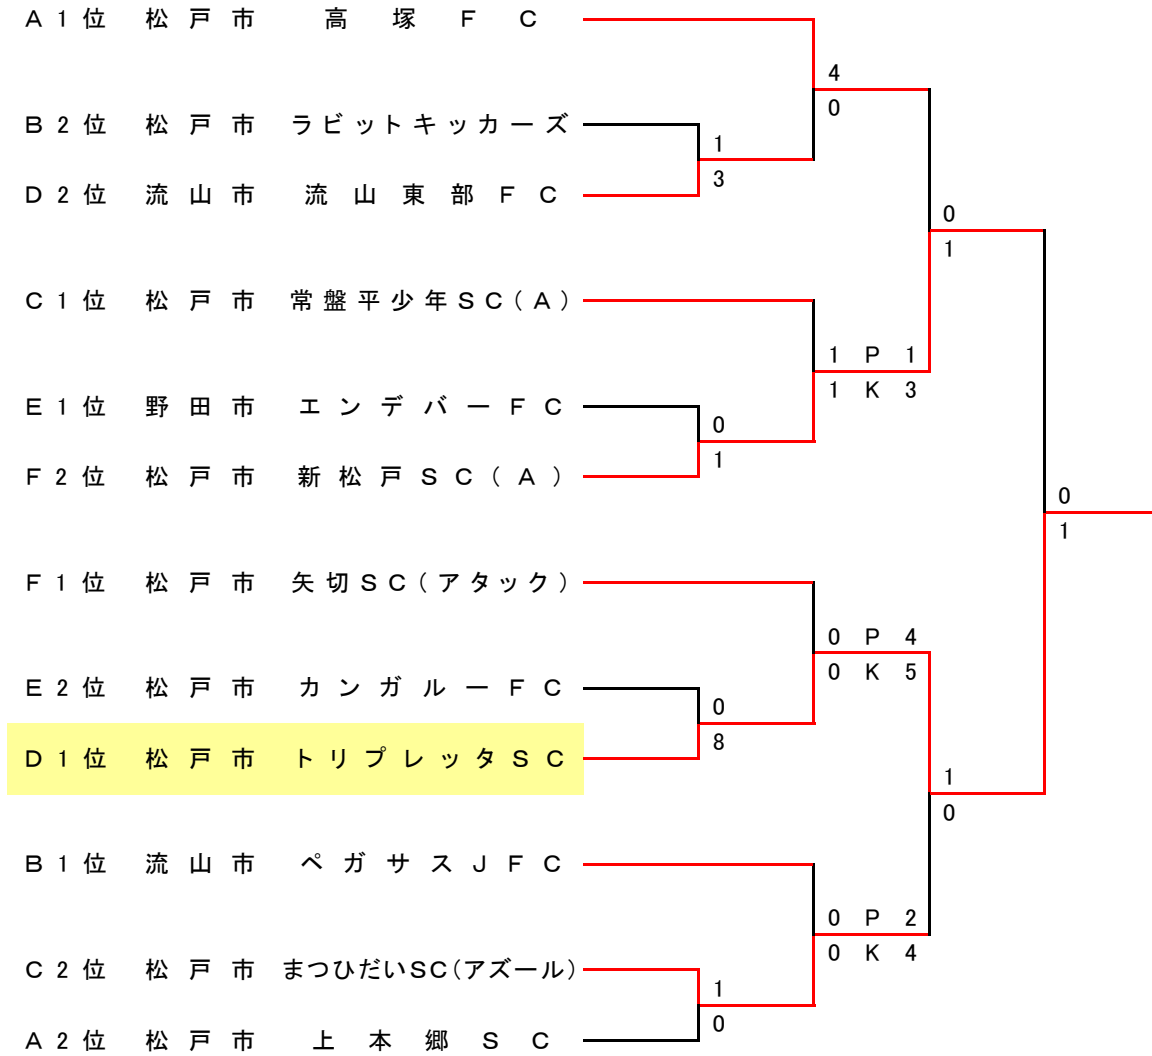 A1位 松戸市 高塚FC
4
0
B2位 松戸市 ラビットキッカーズ
1
3
D2位 流山市 流山東部FC
0
1
C1位 松戸市 常盤平少年SC(A)
1 P 1
1 K 3
E1位 野田市 エンデバーFC
0
1
F2位 松戸市 新松戸SC(A)
0
1
F1位 松戸市 矢切SC(アタック)
0 P 4
0 K 5
E2位 松戸市 カンガルーFC
0
8
D1位 松戸市 トリプレッタSC
1
0
B1位 流山市 ペガサスJFC
0 P 2
0 K 4
C2位 松戸市 まつひだいSC(アズール)
1
0
A2位 松戸市 上本郷SC